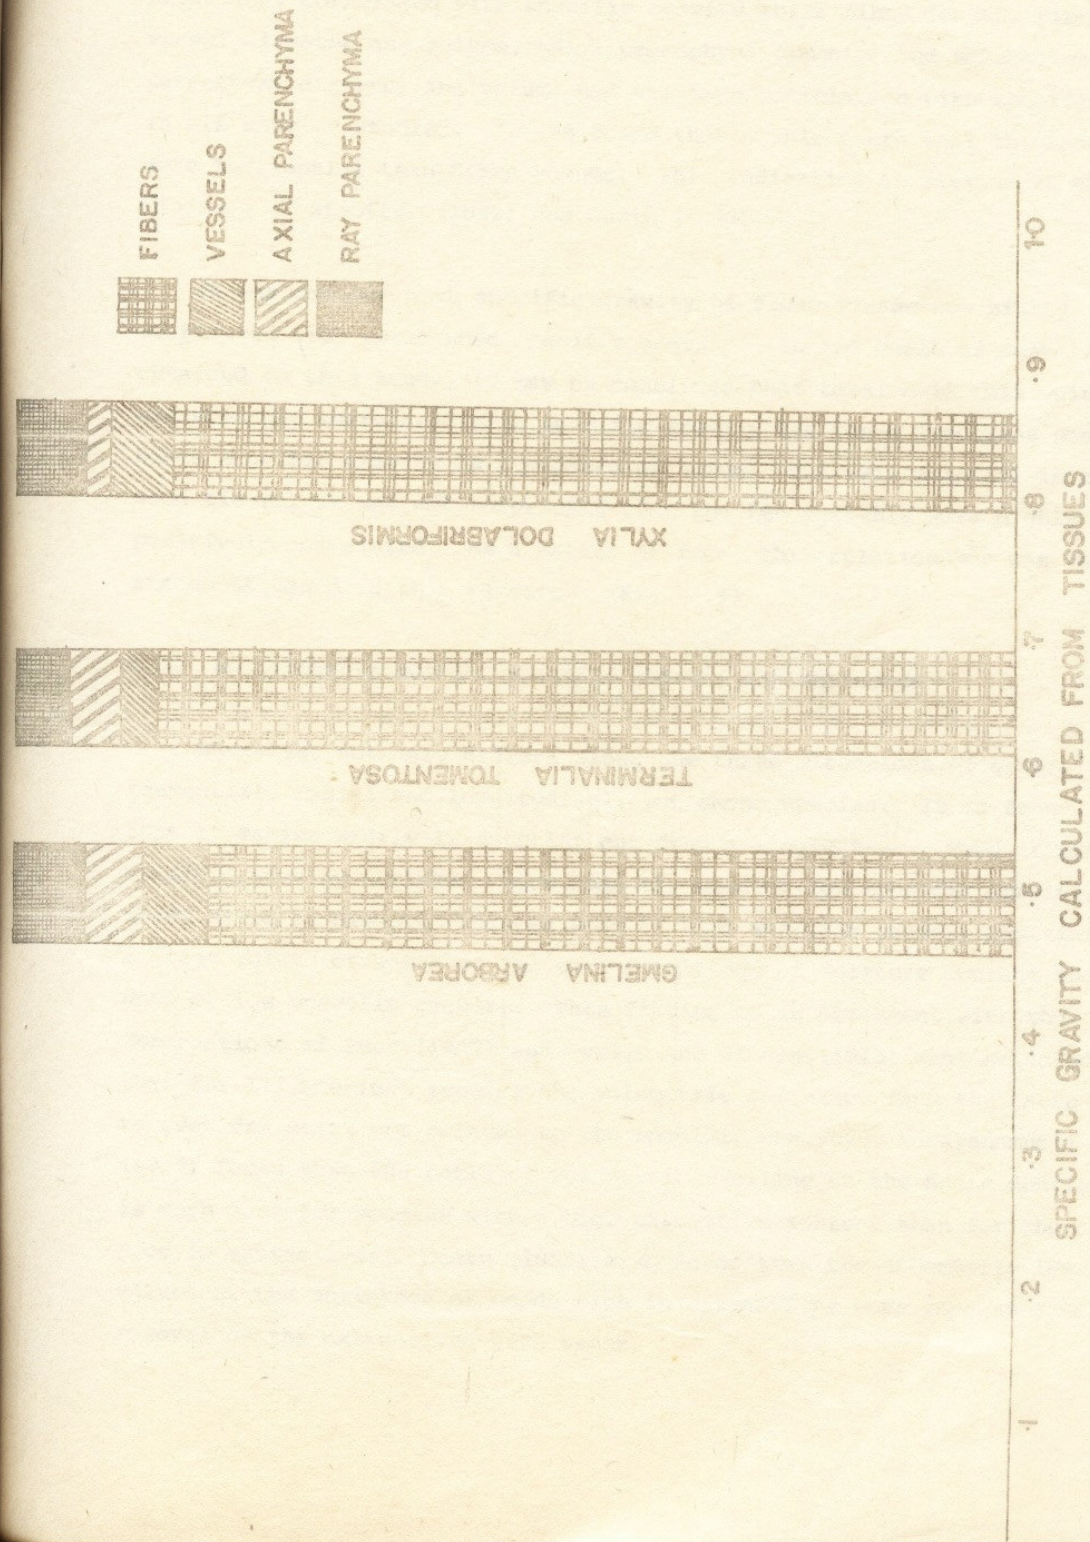 FIBERS
VESSELS
AXIAL PARENCHYMA
RAY PARENCHYMA
XYLIA DOLABRIFORMIS
TERMINALIA TOMENTOSA
GMELINA ARBOREA
·1 ·2 ·3 ·4 ·5 ·6 ·7 ·8 ·9 1·0
SPECIFIC GRAVITY CALCULATED FROM TISSUES